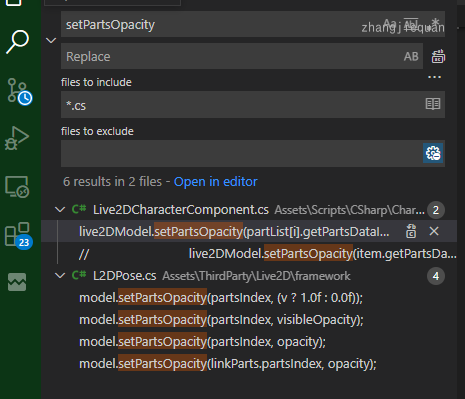 setPartsOpacity
zhangjiequan
Aa ab .*
Replace
AB
...
files to include
*.cs
files to exclude
6 results in 2 files - Open in editor
Live2DCharacterComponent.cs Assets\Scripts\CSharp\Char... 2
live2DModel.setPartsOpacity(partList[i].getPartsDataI...
// live2DModel.setPartsOpacity(item.getPartsDa...
L2DPose.cs Assets\ThirdParty\Live2D\framework 4
model.setPartsOpacity(partsIndex, (v ? 1.0f : 0.0f));
model.setPartsOpacity(partsIndex, visibleOpacity);
model.setPartsOpacity(partsIndex, opacity);
model.setPartsOpacity(linkParts.partsIndex, opacity);
23